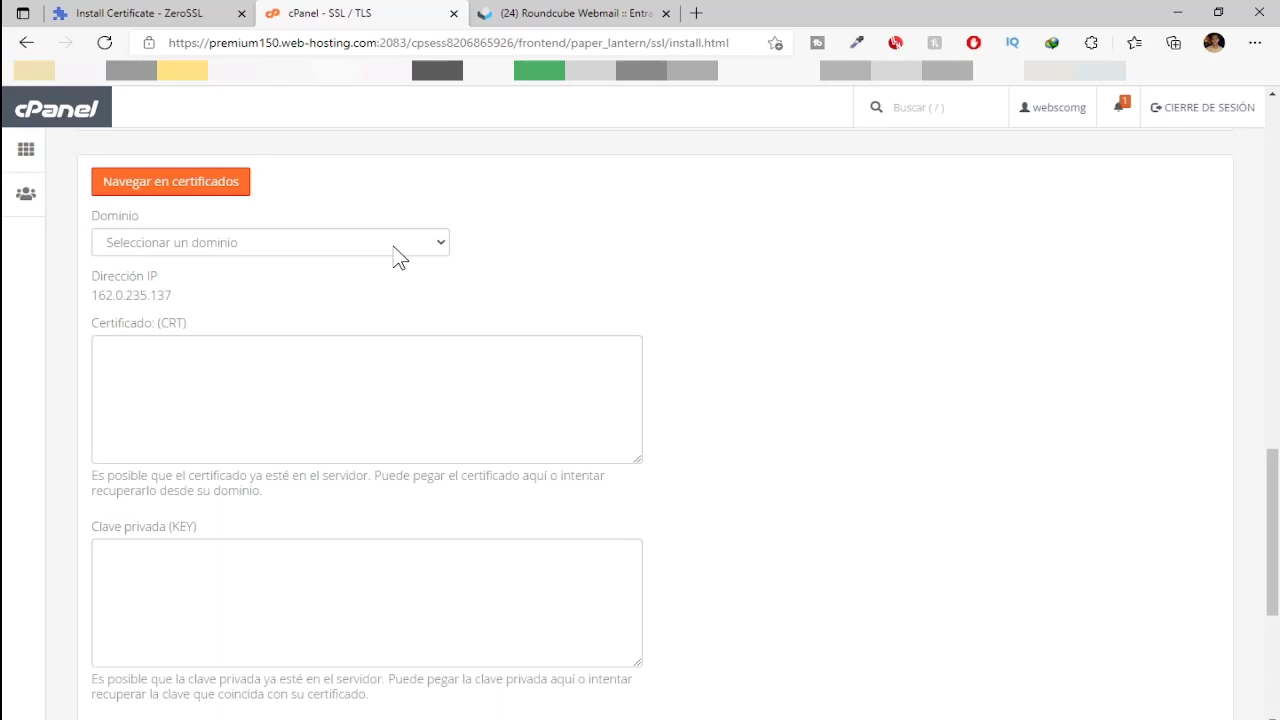 Install Certificate - ZeroSSL
cPanel - SSL / TLS
(24) Roundcube Webmail :: Entro
https://premium150.web-hosting.com:2083/cpsess8206865926/frontend/paper_lantern/ssl/install.html
IQ
cPanel
Buscar ( / )
webscomg
1
CIERRE DE SESIÓN
Navegar en certificados
Dominio
Seleccionar un dominio
Dirección IP
162.0.235.137
Certificado: (CRT)
Es posible que el certificado ya esté en el servidor. Puede pegar el certificado aquí o intentar
recuperarlo desde su dominio.
Clave privada (KEY)
Es posible que la clave privada ya esté en el servidor. Puede pegar la clave privada aquí o intentar
recuperar la clave que coincida con su certificado.